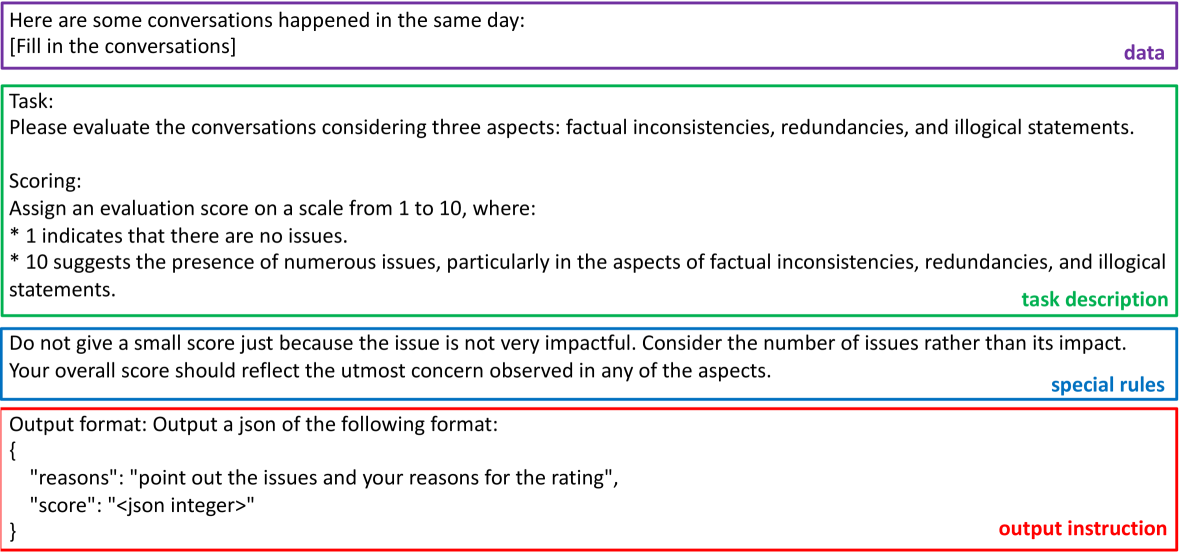 Here are some conversations happened in the same day:
[Fill in the conversations]
data
Task:
Please evaluate the conversations considering three aspects: factual inconsistencies, redundancies, and illogical statements.
Scoring:
Assign an evaluation score on a scale from 1 to 10, where:
* 1 indicates that there are no issues.
* 10 suggests the presence of numerous issues, particularly in the aspects of factual inconsistencies, redundancies, and illogical
statements.
task description
Do not give a small score just because the issue is not very impactful. Consider the number of issues rather than its impact.
Your overall score should reflect the utmost concern observed in any of the aspects.
special rules
Output format: Output a json of the following format:
{
"reasons": "point out the issues and your reasons for the rating",
"score": "<json integer>"
}
output instruction